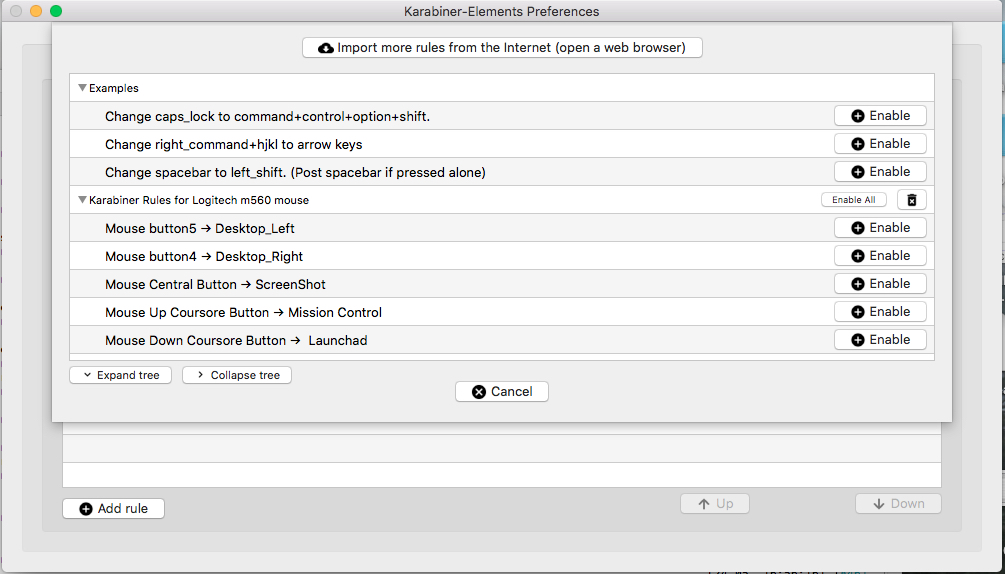 Karabiner-Elements Preferences
Import more rules from the Internet (open a web browser)
Examples
Change caps_lock to command+control+option+shift. Enable
Change right_command+hjkl to arrow keys Enable
Change spacebar to left_shift. (Post spacebar if pressed alone) Enable
Karabiner Rules for Logitech m560 mouse Enable All
Mouse button5 → Desktop_Left Enable
Mouse button4 → Desktop_Right Enable
Mouse Central Button → ScreenShot Enable
Mouse Up Coursore Button → Mission Control Enable
Mouse Down Coursore Button → Launchad Enable
Expand tree Collapse tree
Cancel
Add rule Up Down